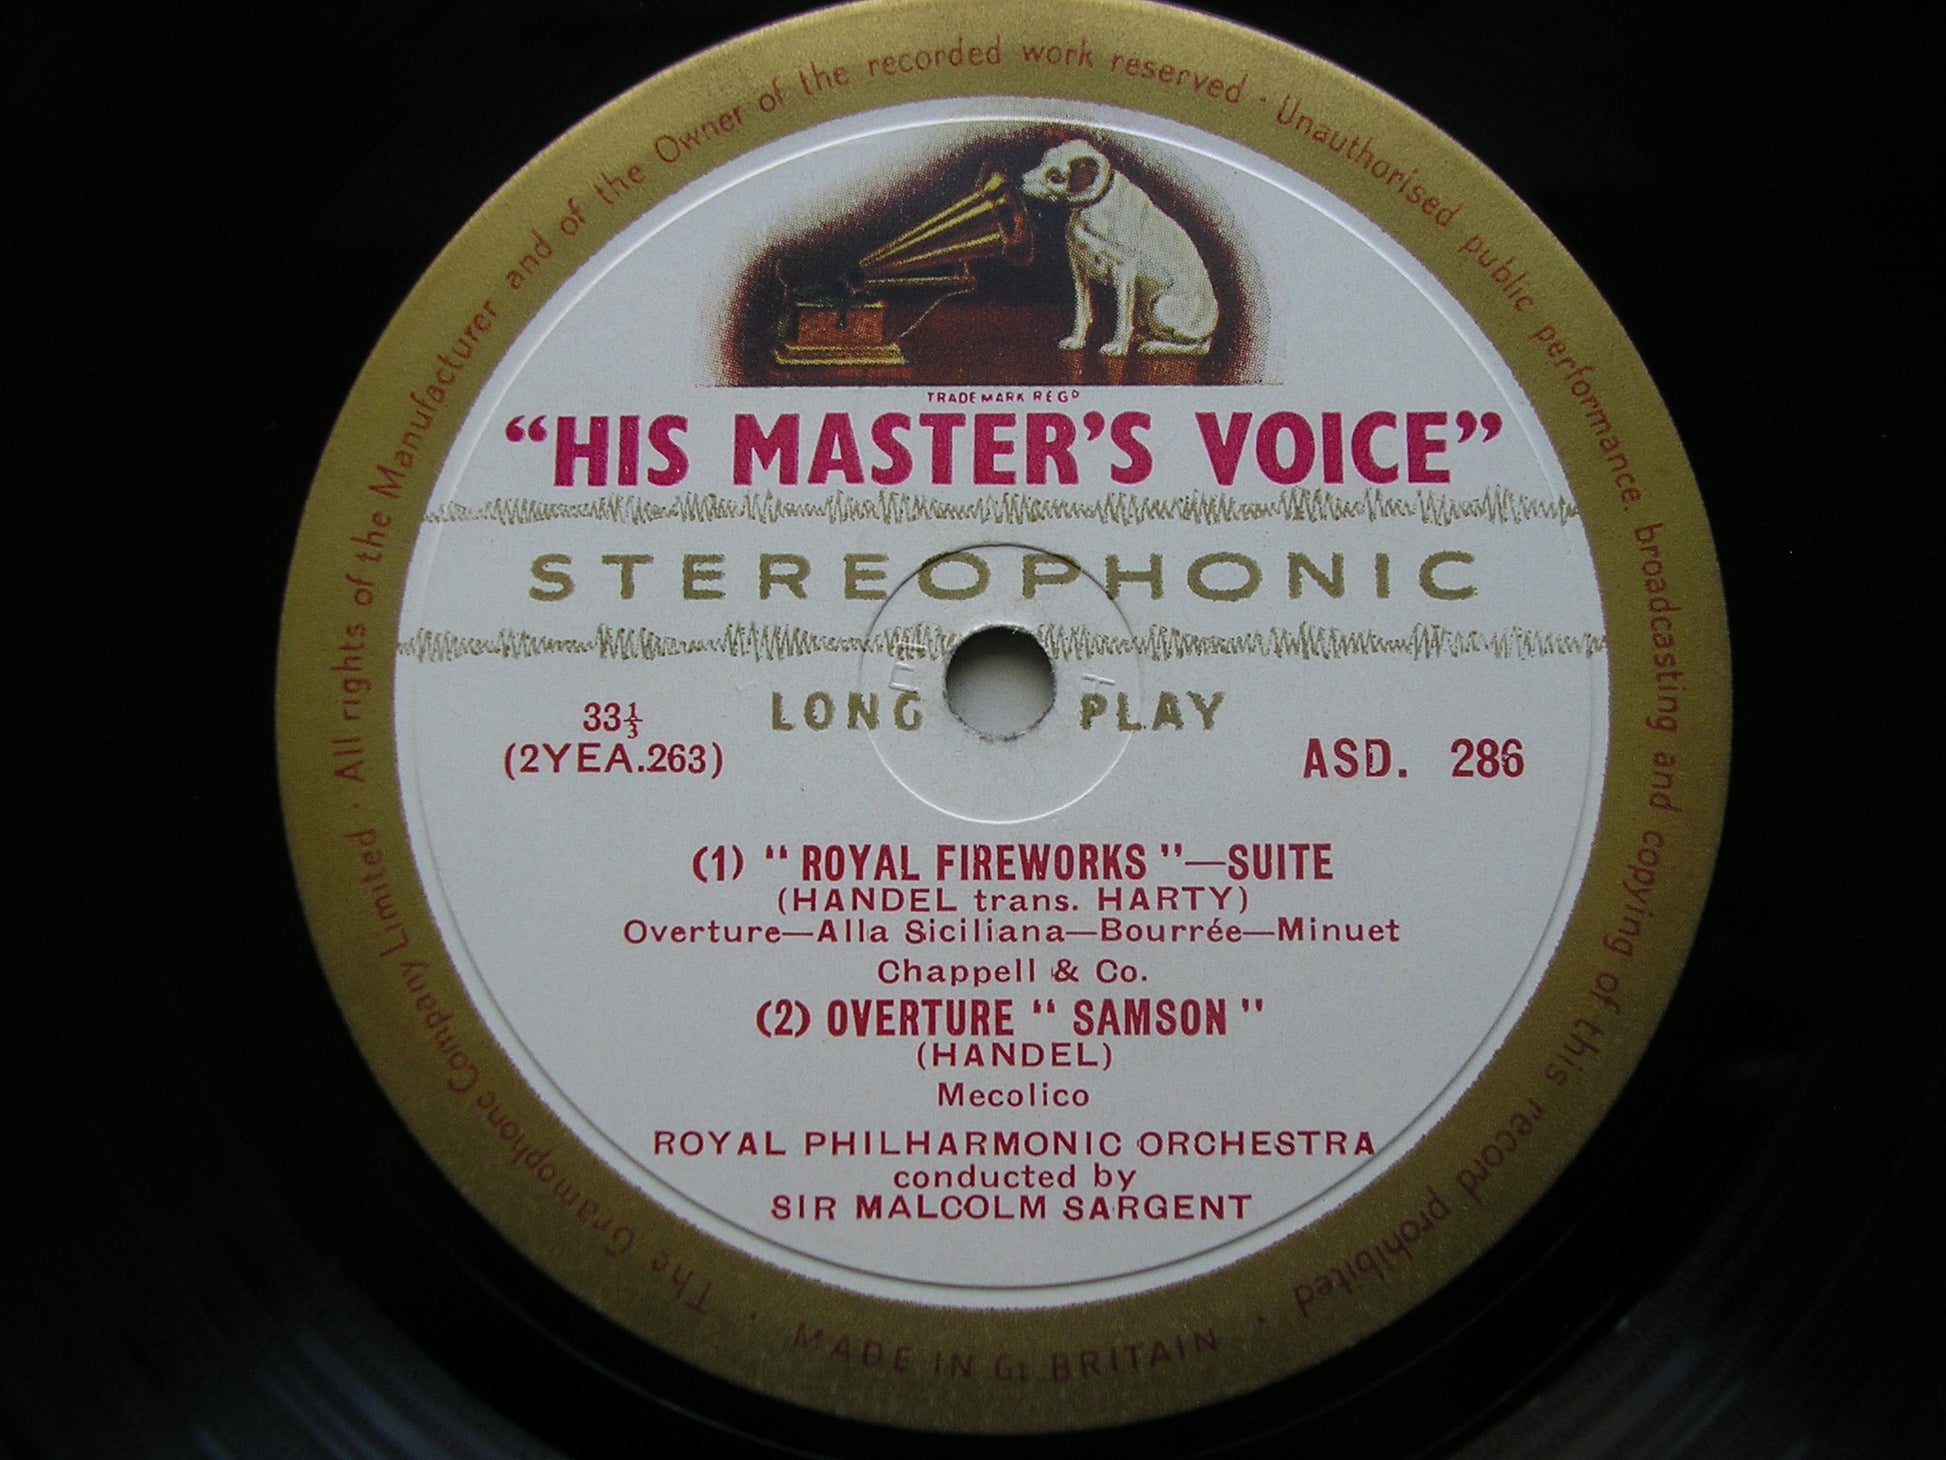 The Gramophone Company Limited · All rights of the Manufacturer and of the Owner of the recorded work reserved · Unauthorised public performance, broadcasting and copying of this record prohibited ·
TRADE MARK REGD
“HIS MASTER'S VOICE”
STEREOPHONIC
LONG PLAY
33⅓
(2YEA.263)
ASD. 286
(1) “ROYAL FIREWORKS”—SUITE
(HANDEL trans. HARTY)
Overture—Alla Siciliana—Bourrée—Minuet
Chappell & Co.
(2) OVERTURE “SAMSON”
(HANDEL)
Mecolico
ROYAL PHILHARMONIC ORCHESTRA
conducted by
SIR MALCOLM SARGENT
MADE IN Gt. BRITAIN